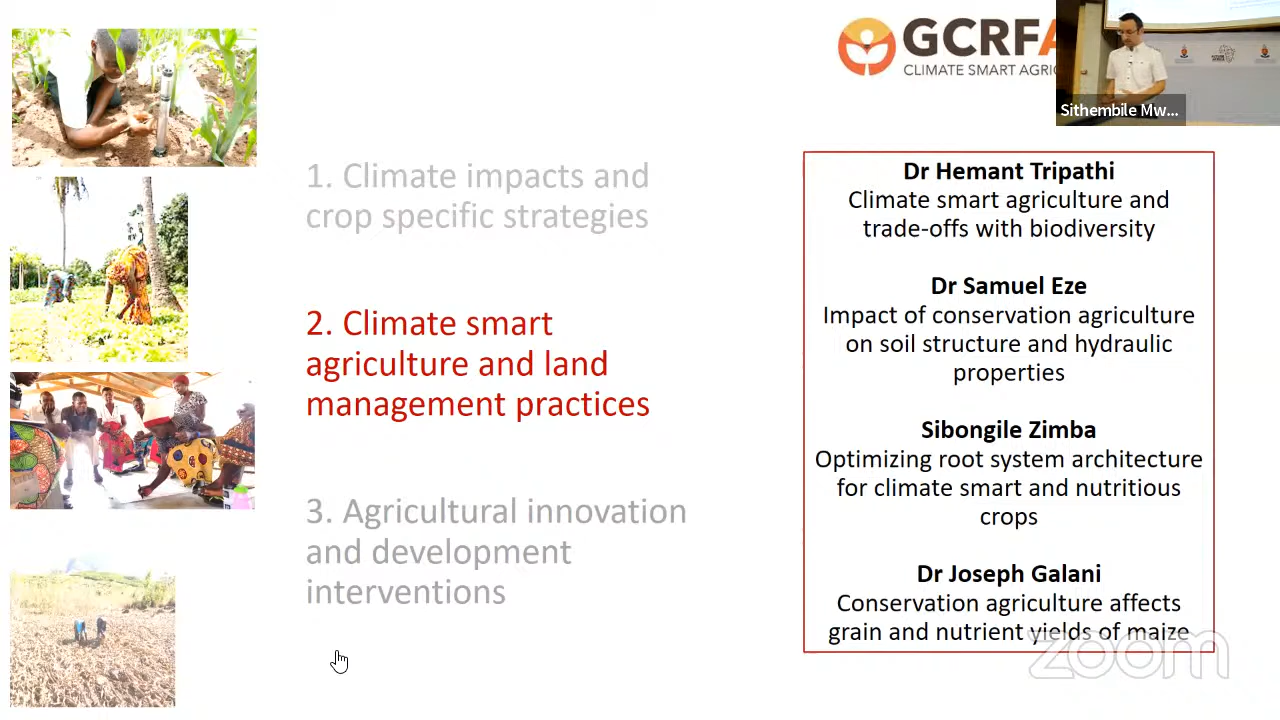 GCRFA
CLIMATE SMART AGRIC
Sithembile Mw...
1. Climate impacts and
crop specific strategies
2. Climate smart
agriculture and land
management practices
3. Agricultural innovation
and development
interventions
Dr Hemant Tripathi
Climate smart agriculture and
trade-offs with biodiversity
Dr Samuel Eze
Impact of conservation agriculture
on soil structure and hydraulic
properties
Sibongile Zimba
Optimizing root system architecture
for climate smart and nutritious
crops
Dr Joseph Galani
Conservation agriculture affects
grain and nutrient yields of maize
zoom